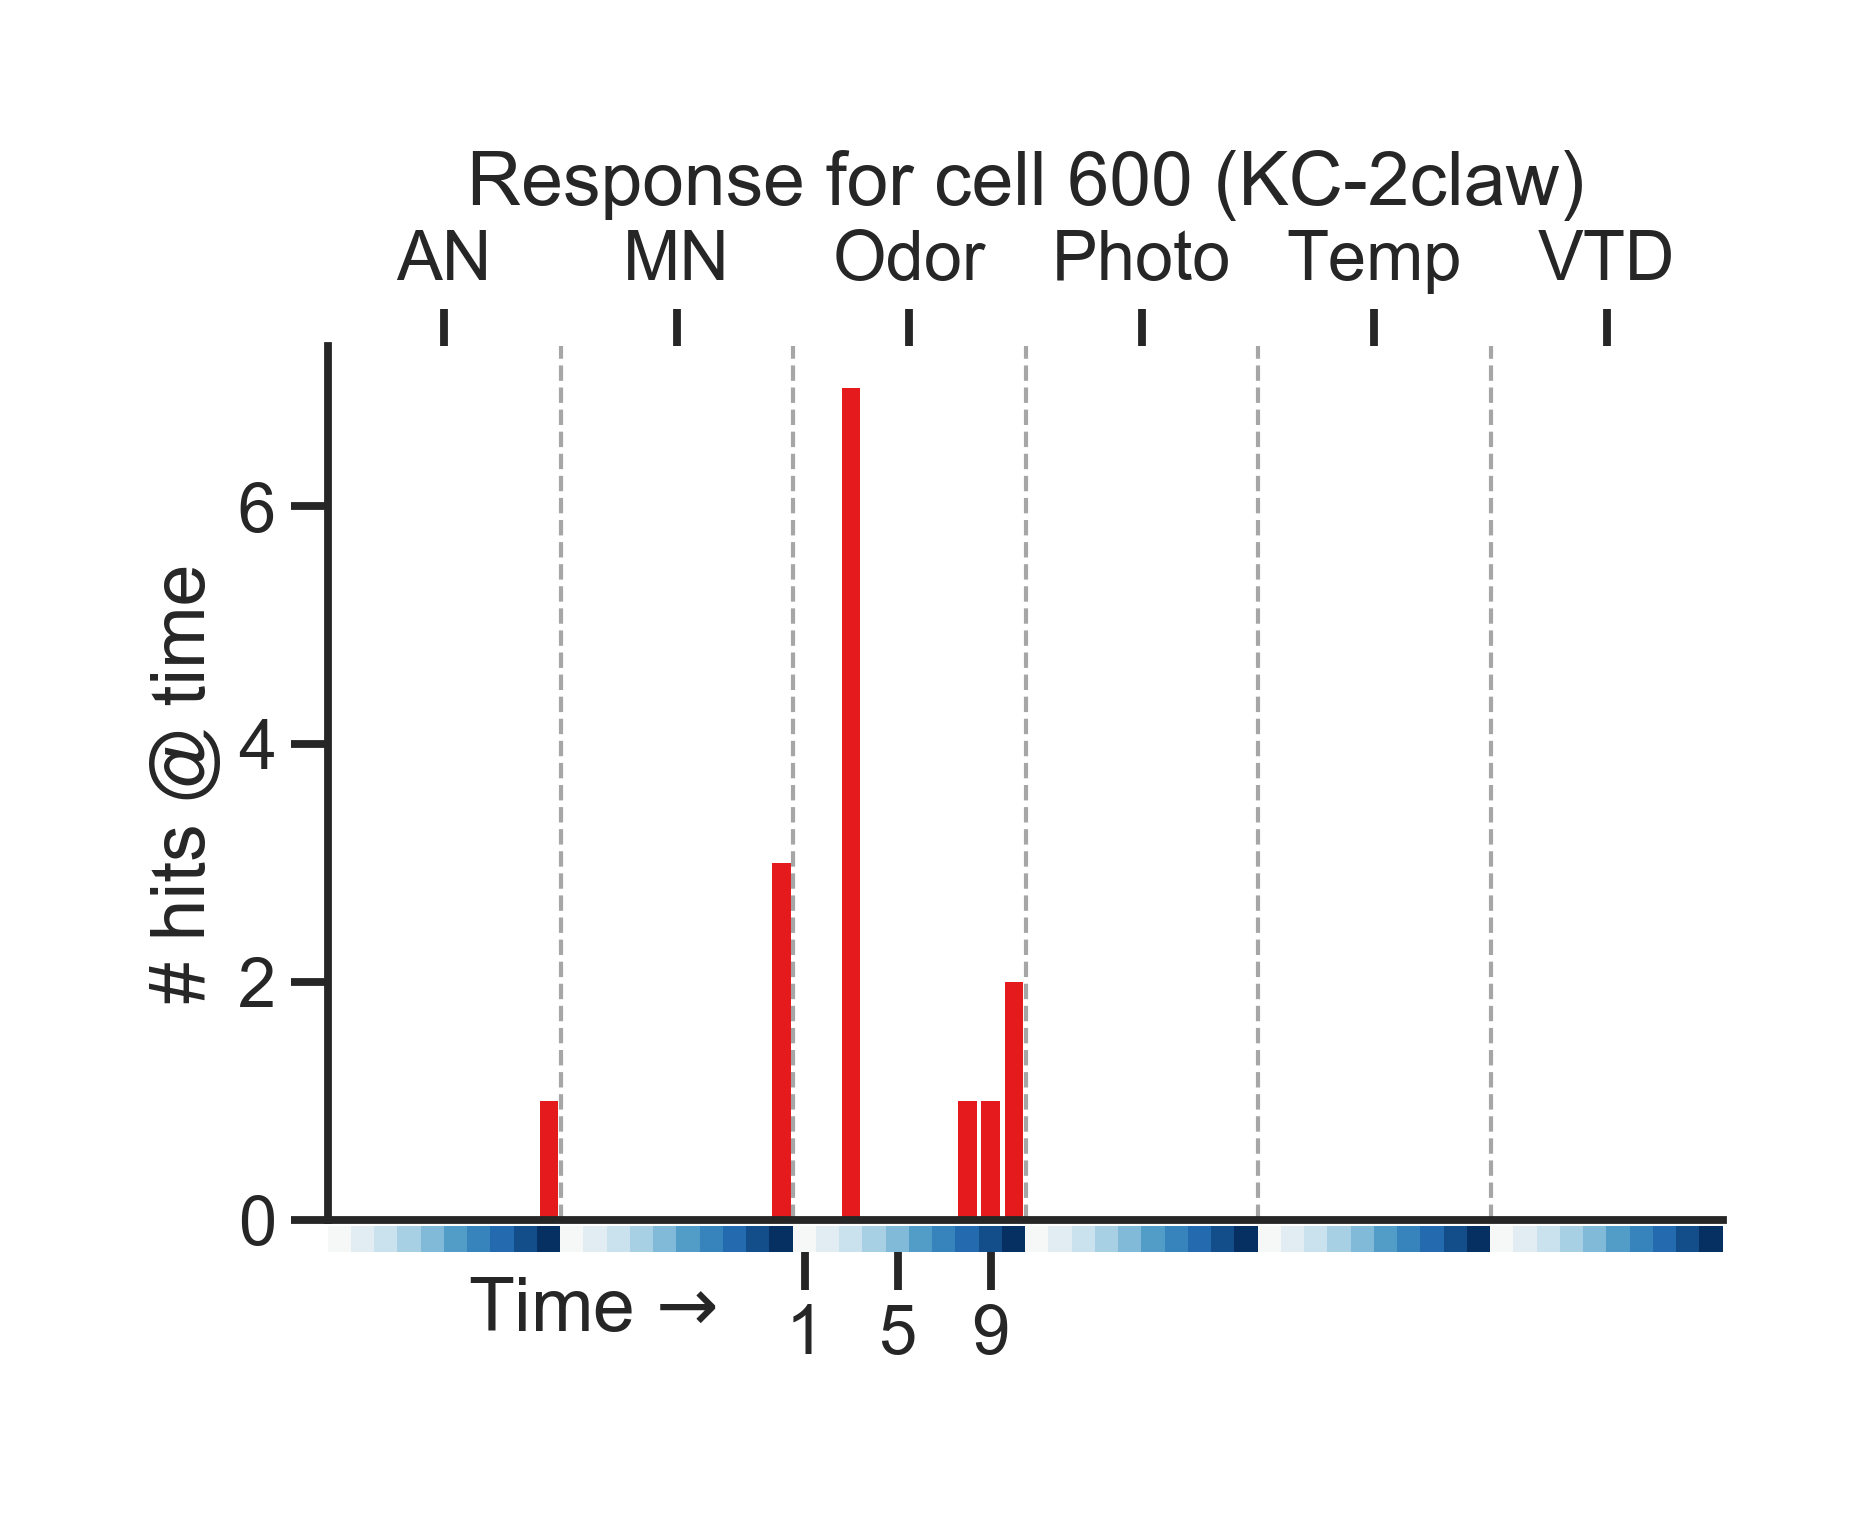 Response for cell 600 (KC-2claw)
AN MN Odor Photo Temp VTD
# hits @ time
6
4
2
0
Time →
1 5 9